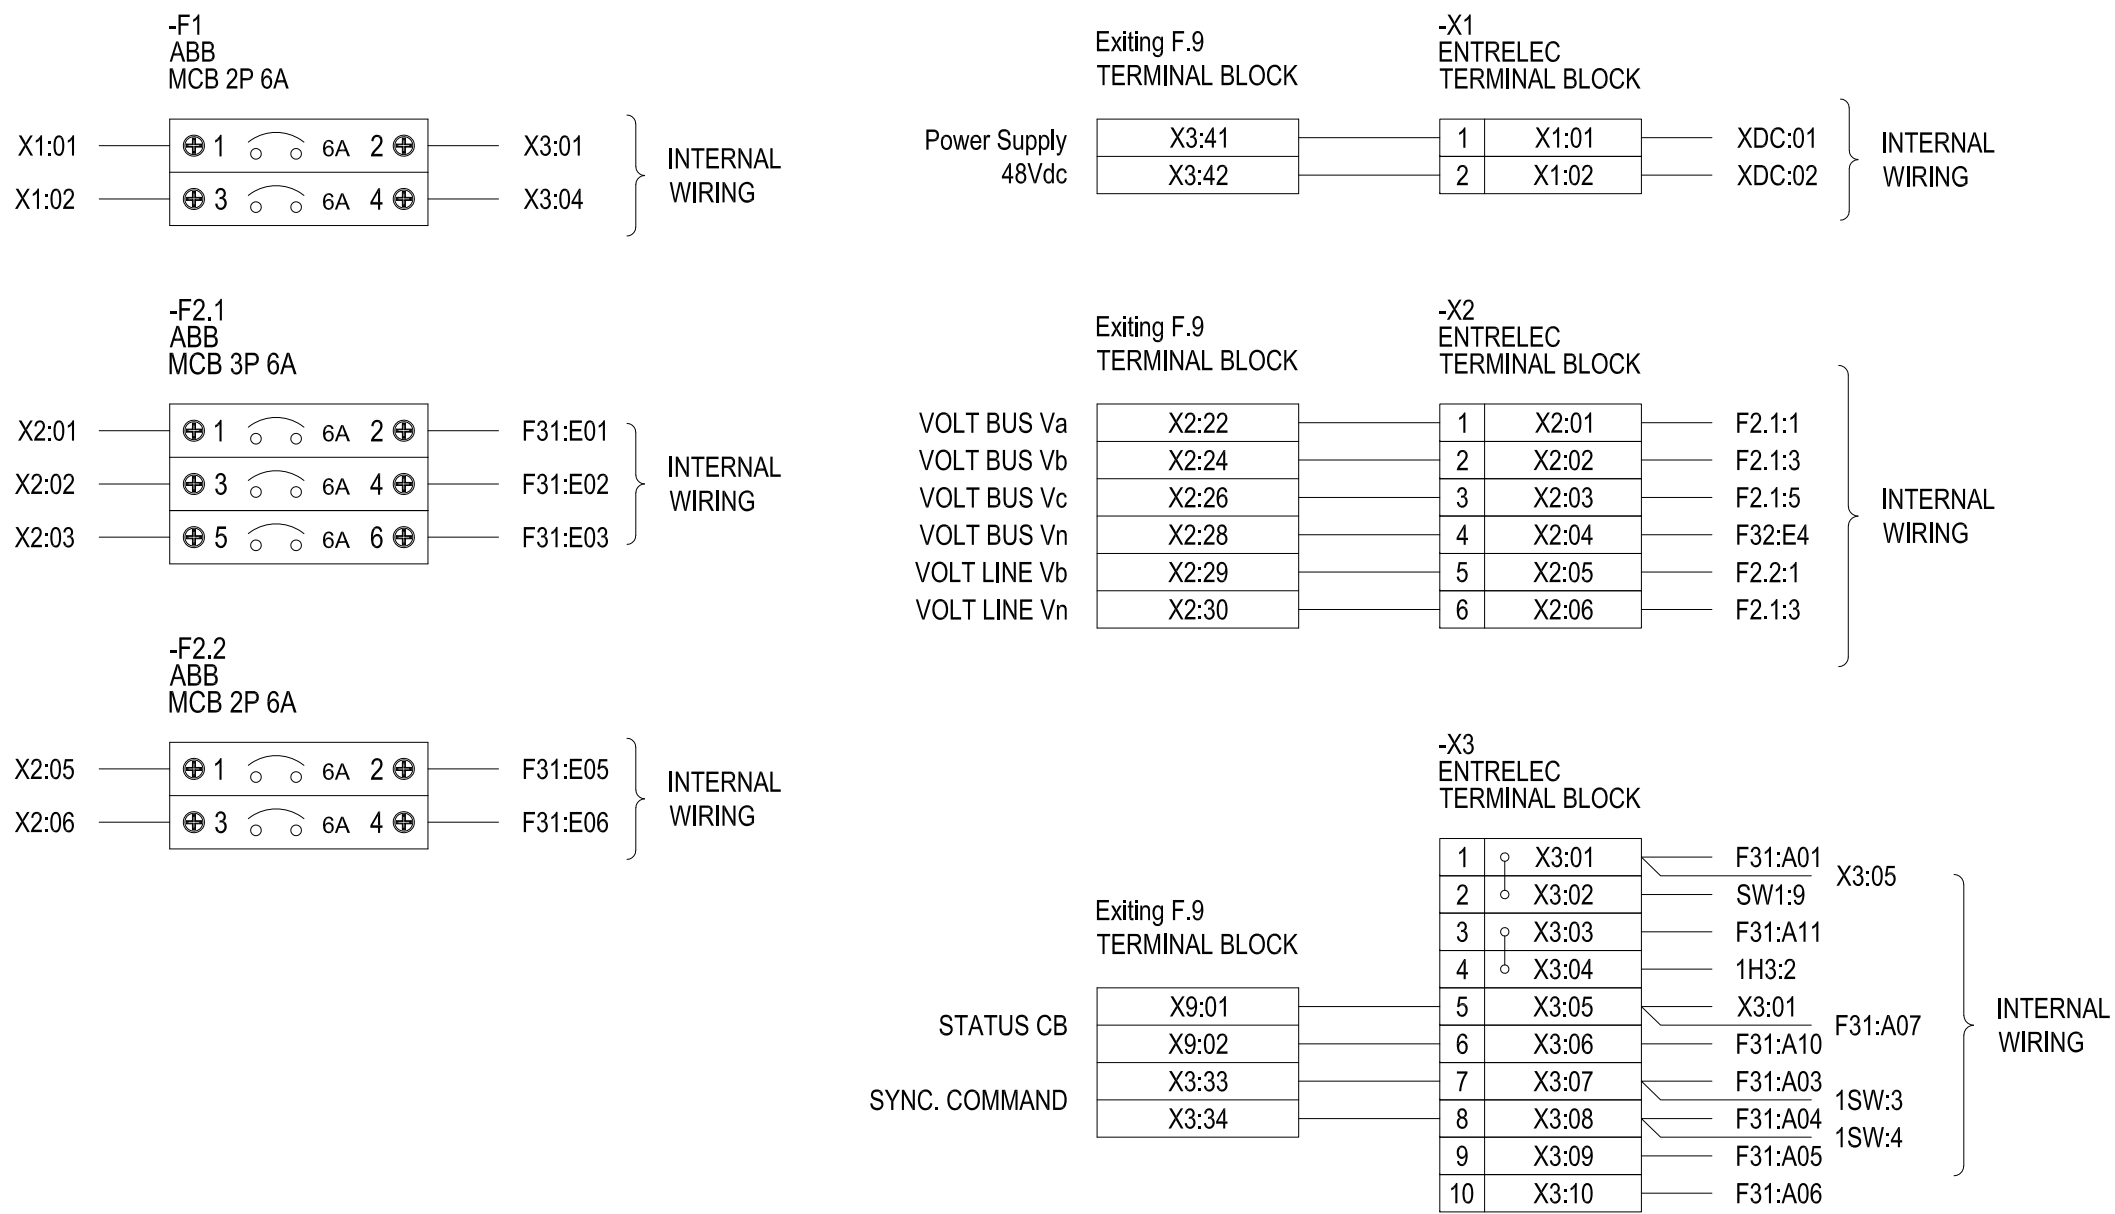 -F1
ABB
MCB 2P 6A
X1:01 1 6A 2 X3:01
X1:02 3 6A 4 X3:04
INTERNAL
WIRING
-F2.1
ABB
MCB 3P 6A
X2:01 1 6A 2 F31:E01
X2:02 3 6A 4 F31:E02
X2:03 5 6A 6 F31:E03
INTERNAL
WIRING
-F2.2
ABB
MCB 2P 6A
X2:05 1 6A 2 F31:E05
X2:06 3 6A 4 F31:E06
INTERNAL
WIRING
Exiting F.9
TERMINAL BLOCK
-X1
ENTRELEC
TERMINAL BLOCK
Power Supply
48Vdc
X3:41 1 X1:01 XDC:01
X3:42 2 X1:02 XDC:02
INTERNAL
WIRING
Exiting F.9
TERMINAL BLOCK
-X2
ENTRELEC
TERMINAL BLOCK
VOLT BUS Va X2:22 1 X2:01 F2.1:1
VOLT BUS Vb X2:24 2 X2:02 F2.1:3
VOLT BUS Vc X2:26 3 X2:03 F2.1:5
VOLT BUS Vn X2:28 4 X2:04 F32:E4
VOLT LINE Vb X2:29 5 X2:05 F2.2:1
VOLT LINE Vn X2:30 6 X2:06 F2.1:3
INTERNAL
WIRING
-X3
ENTRELEC
TERMINAL BLOCK
Exiting F.9
TERMINAL BLOCK
1 X3:01 F31:A01
X3:05
2 X3:02 SW1:9
3 X3:03 F31:A11
4 X3:04 1H3:2
STATUS CB
X9:01 5 X3:05 X3:01
F31:A07
X9:02 6 X3:06 F31:A10
SYNC. COMMAND
X3:33 7 X3:07 F31:A03
1SW:3
X3:34 8 X3:08 F31:A04
1SW:4
9 X3:09 F31:A05
10 X3:10 F31:A06
INTERNAL
WIRING